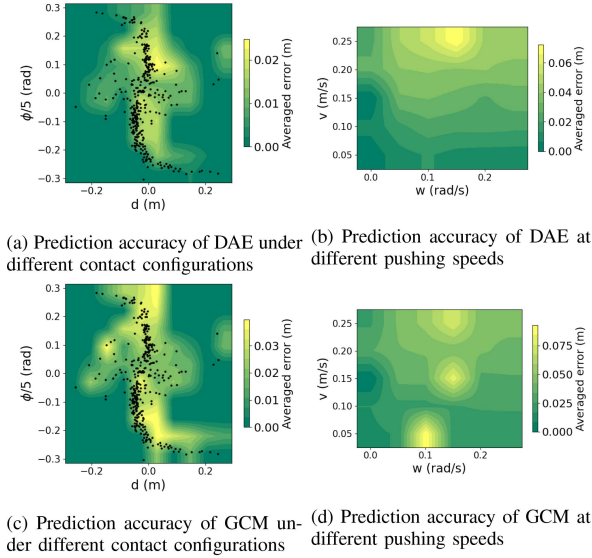 0.3
0.2
0.1
0.0
−0.1
−0.2
−0.3
ϕ/5 (rad)
−0.2 0.0 0.2
d (m)
0.02
0.01
0.00
Averaged error (m)
0.25
0.20
0.15
0.10
0.05
v (m/s)
0.0 0.1 0.2
w (rad/s)
0.06
0.04
0.02
0.00
Averaged error (m)
(a) Prediction accuracy of DAE under
different contact configurations
(b) Prediction accuracy of DAE at
different pushing speeds
0.3
0.2
0.1
0.0
−0.1
−0.2
−0.3
ϕ/5 (rad)
−0.2 0.0 0.2
d (m)
0.03
0.02
0.01
0.00
Averaged error (m)
0.25
0.20
0.15
0.10
0.05
v (m/s)
0.0 0.1 0.2
w (rad/s)
0.075
0.050
0.025
0.000
Averaged error (m)
(c) Prediction accuracy of GCM un-
der different contact configurations
(d) Prediction accuracy of GCM at
different pushing speeds